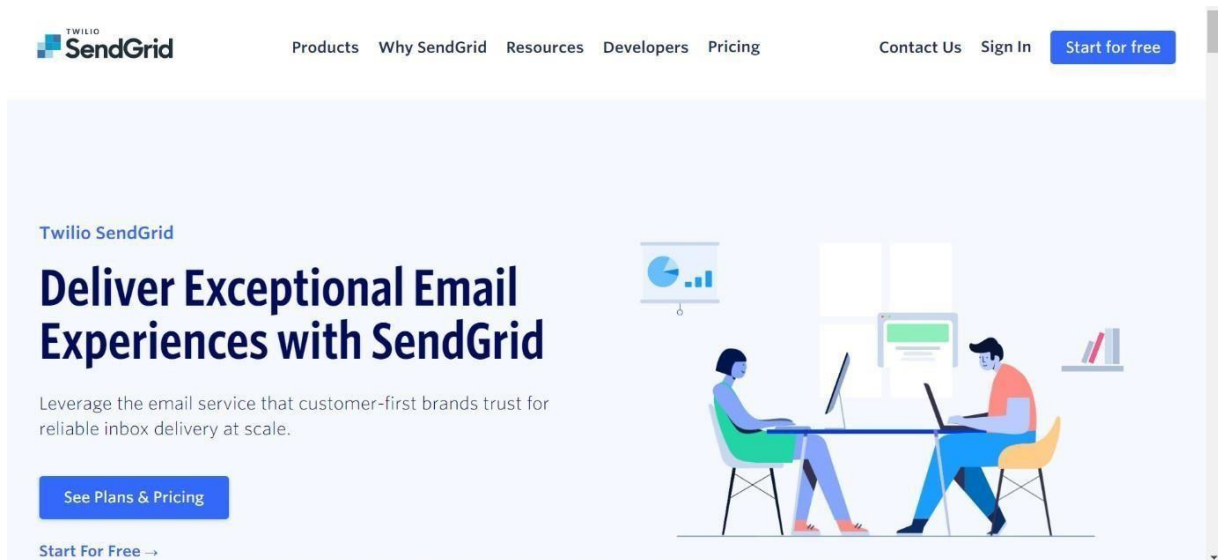 TWILIO
SendGrid
Products Why SendGrid Resources Developers Pricing Contact Us Sign In Start for free
Twilio SendGrid
Deliver Exceptional Email
Experiences with SendGrid
Leverage the email service that customer-first brands trust for
reliable inbox delivery at scale.
See Plans & Pricing
Start For Free →